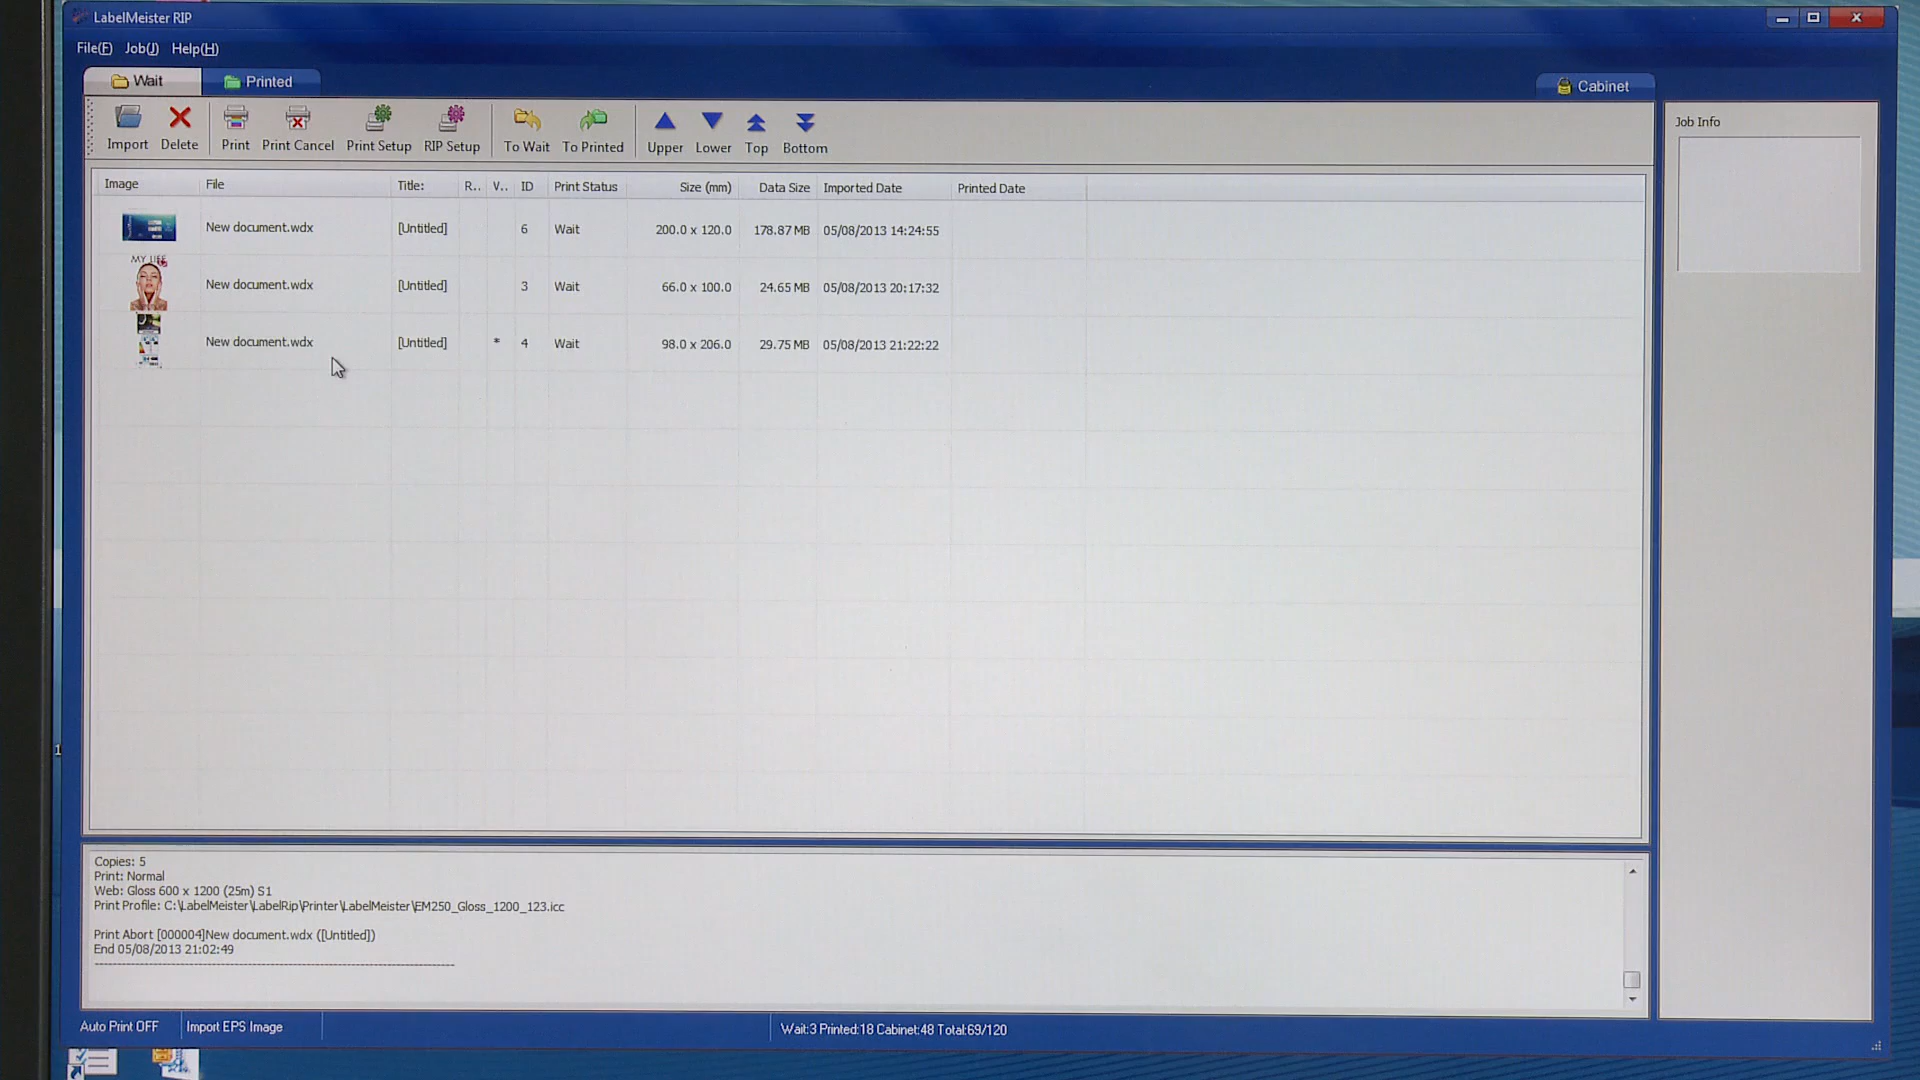 LabelMeister RIP
File(F) Job(J) Help(H)
Wait Printed Cabinet
Import Delete Print Print Cancel Print Setup RIP Setup To Wait To Printed Upper Lower Top Bottom
Job Info
Image File Title: R.. V.. ID Print Status Size (mm) Data Size Imported Date Printed Date
New document.wdx [Untitled] 6 Wait 200.0 x 120.0 178.87 MB 05/08/2013 14:24:55
MY LIFE
New document.wdx [Untitled] 3 Wait 66.0 x 100.0 24.65 MB 05/08/2013 20:17:32
New document.wdx [Untitled] * 4 Wait 98.0 x 206.0 29.75 MB 05/08/2013 21:22:22
1
Copies: 5
Print: Normal
Web: Gloss 600 x 1200 (25m) S1
Print Profile: C:\LabelMeister\LabelRip\Printer\LabelMeister\EM250_Gloss_1200_123.icc
Print Abort [000004]New document.wdx ([Untitled])
End 05/08/2013 21:02:49
--------------------------------------------------------------------------------
Auto Print OFF Import EPS Image Wait:3 Printed:18 Cabinet:48 Total:69/120